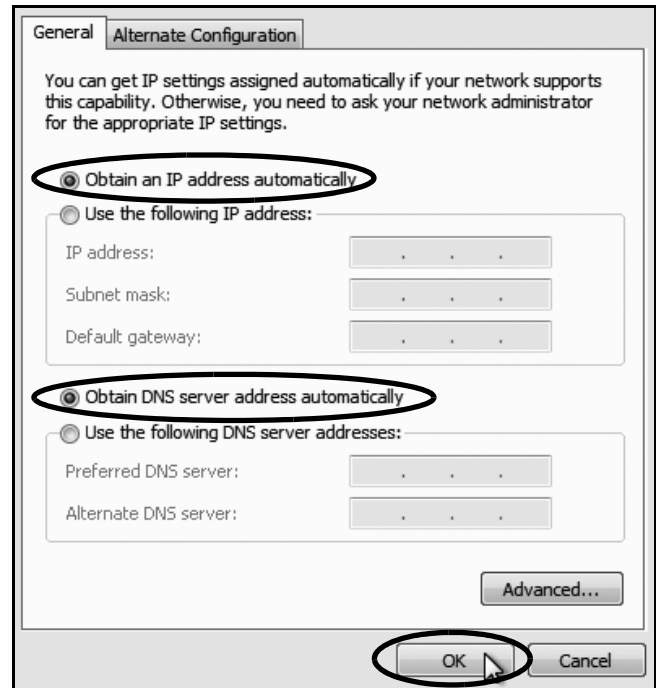 General
Alternate Configuration
You can get IP settings assigned automatically if your network supports
this capability. Otherwise, you need to ask your network administrator
for the appropriate IP settings.
Obtain an IP address automatically
Use the following IP address:
IP address:
Subnet mask:
Default gateway:
Obtain DNS server address automatically
Use the following DNS server addresses:
Preferred DNS server:
Alternate DNS server:
Advanced...
OK
Cancel